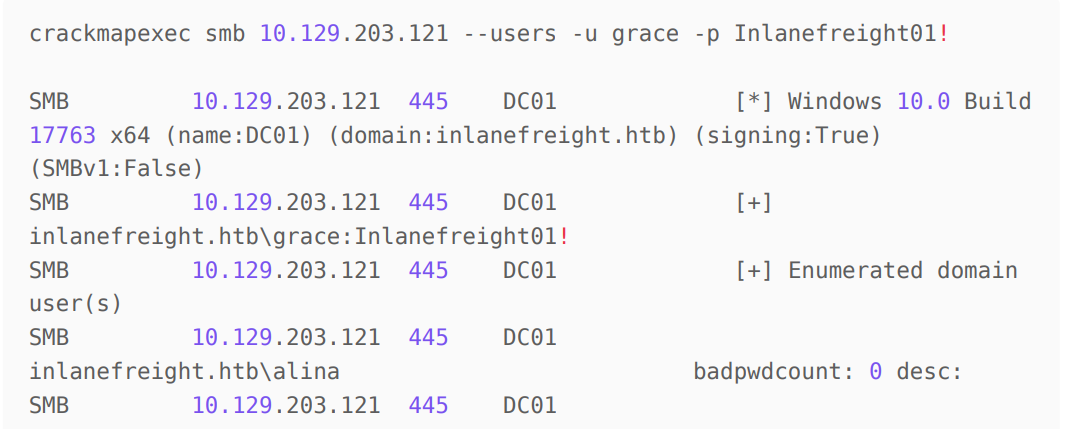 crackmapexec smb 10.129.203.121 --users -u grace -p Inlanefreight01!
SMB 10.129.203.121 445 DC01 [*] Windows 10.0 Build
17763 x64 (name:DC01) (domain:inlanefreight.htb) (signing:True)
(SMBv1:False)
SMB 10.129.203.121 445 DC01 [+]
inlanefreight.htb\grace:Inlanefreight01!
SMB 10.129.203.121 445 DC01 [+] Enumerated domain
user(s)
SMB 10.129.203.121 445 DC01
inlanefreight.htb\alina badpwdcount: 0 desc:
SMB 10.129.203.121 445 DC01